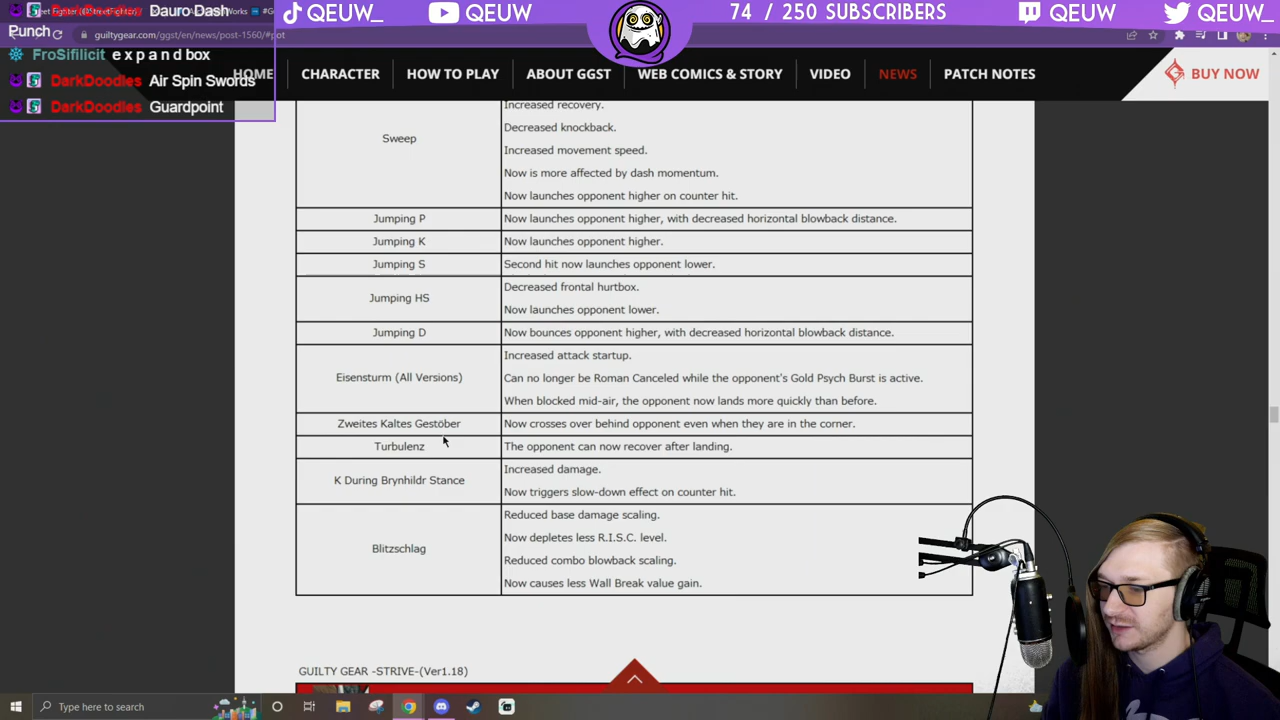 Dauro Dash
Punch
FroSifilicit e x p a n d box
DarkDoodles Air Spin Swords
DarkDoodles Guardpoint
QEUW_
QEUW
74 / 250 SUBSCRIBERS
QEUW
QEUW_
guiltygear.com/ggst/en/news/post-1560/#pot
HOME
CHARACTER
HOW TO PLAY
ABOUT GGST
WEB COMICS & STORY
VIDEO
NEWS
PATCH NOTES
BUY NOW
Sweep
Increased recovery.
Decreased knockback.
Increased movement speed.
Now is more affected by dash momentum.
Now launches opponent higher on counter hit.
Jumping P
Now launches opponent higher, with decreased horizontal blowback distance.
Jumping K
Now launches opponent higher.
Jumping S
Second hit now launches opponent lower.
Jumping HS
Decreased frontal hurtbox.
Now launches opponent lower.
Jumping D
Now bounces opponent higher, with decreased horizontal blowback distance.
Eisensturm (All Versions)
Increased attack startup.
Can no longer be Roman Canceled while the opponent's Gold Psych Burst is active.
When blocked mid-air, the opponent now lands more quickly than before.
Zweites Kaltes Gestöber
Now crosses over behind opponent even when they are in the corner.
Turbulenz
The opponent can now recover after landing.
K During Brynhildr Stance
Increased damage.
Now triggers slow-down effect on counter hit.
Blitzschlag
Reduced base damage scaling.
Now depletes less R.I.S.C. level.
Reduced combo blowback scaling.
Now causes less Wall Break value gain.
GUILTY GEAR -STRIVE-(Ver1.18)
Type here to search